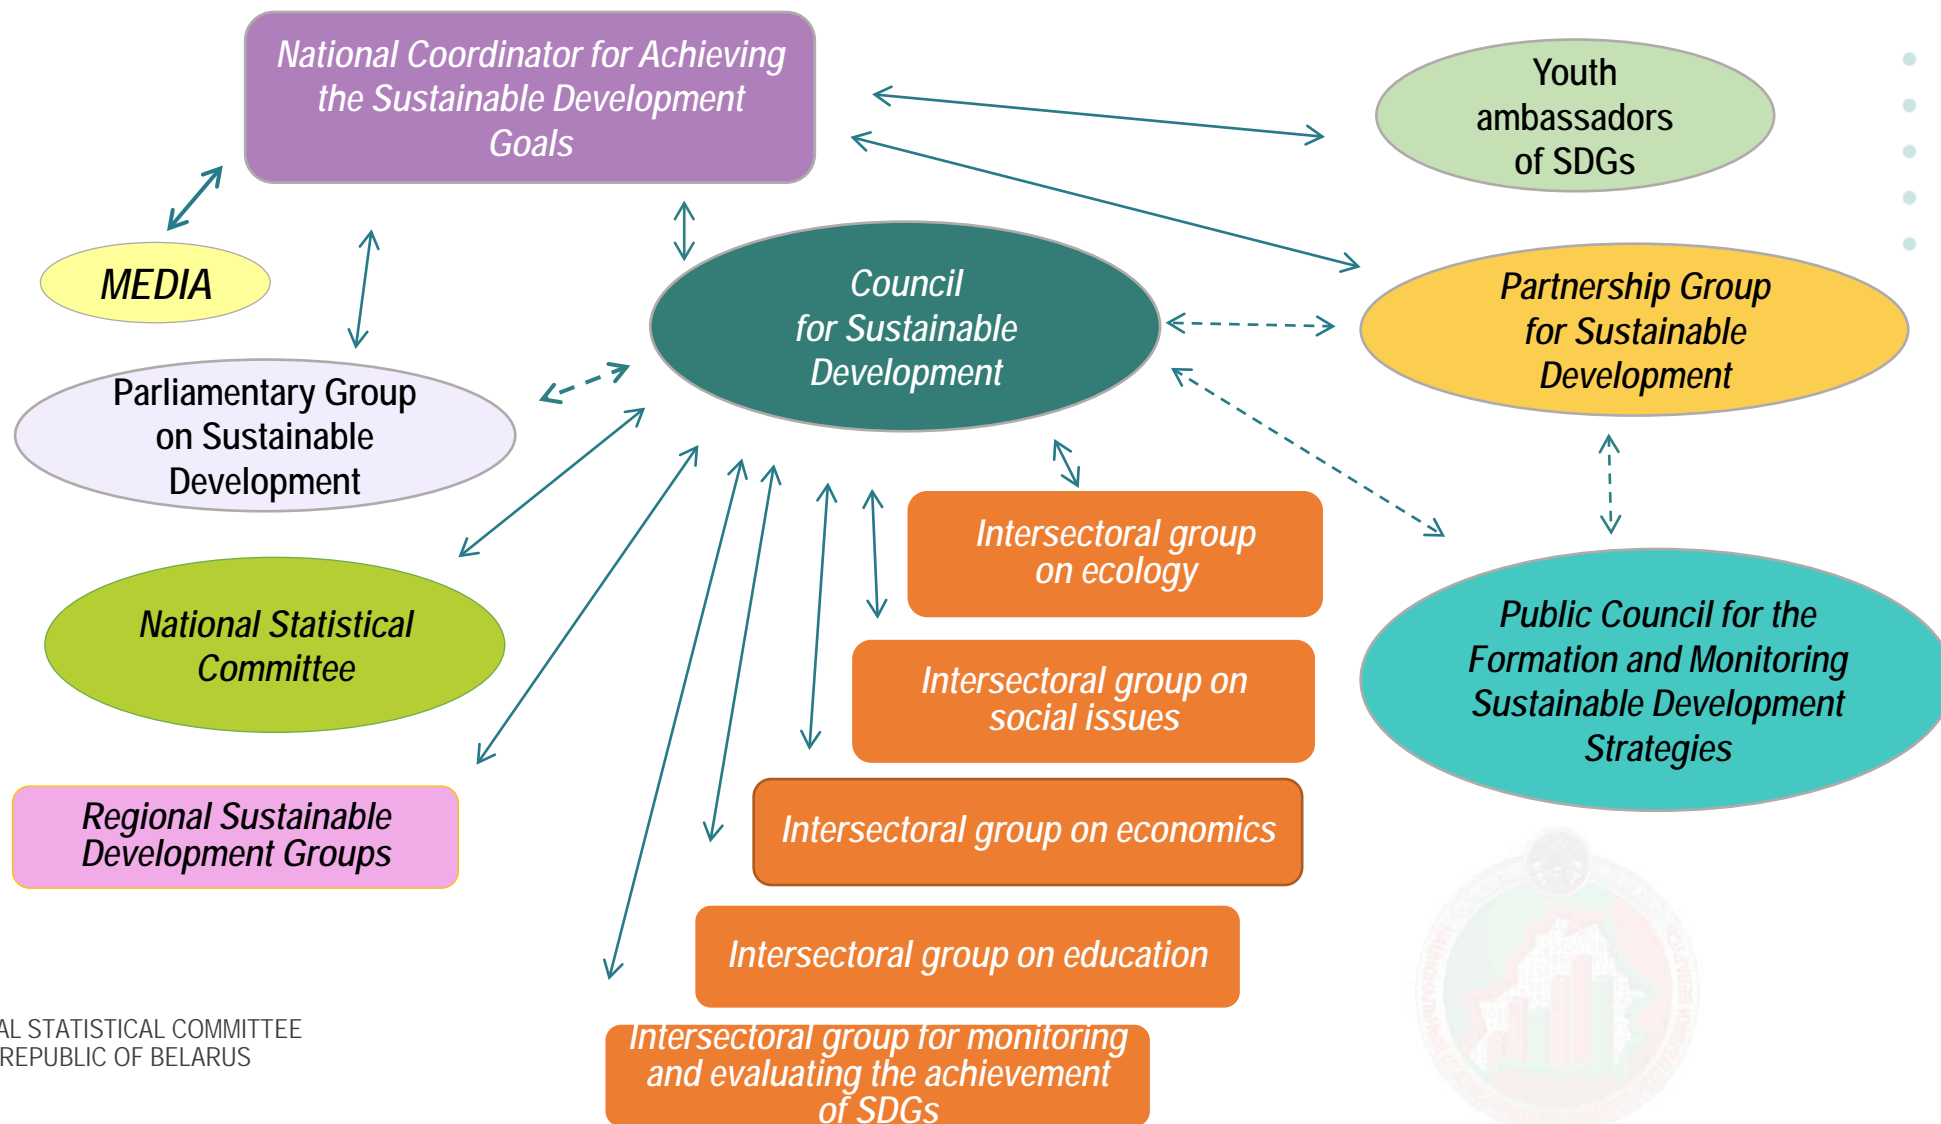 National Coordinator for Achieving
the Sustainable Development
Goals
Youth
ambassadors
of SDGs
MEDIA
Council
for Sustainable
Development
Partnership Group
for Sustainable
Development
Parliamentary Group
on Sustainable
Development
Intersectoral group
on ecology
National Statistical
Committee
Public Council for the
Formation and Monitoring
Sustainable Development
Strategies
Intersectoral group on
social issues
Regional Sustainable
Development Groups
Intersectoral group on economics
Intersectoral group on education
AL STATISTICAL COMMITTEE
REPUBLIC OF BELARUS
Intersectoral group for monitoring
and evaluating the achievement
of SDGs